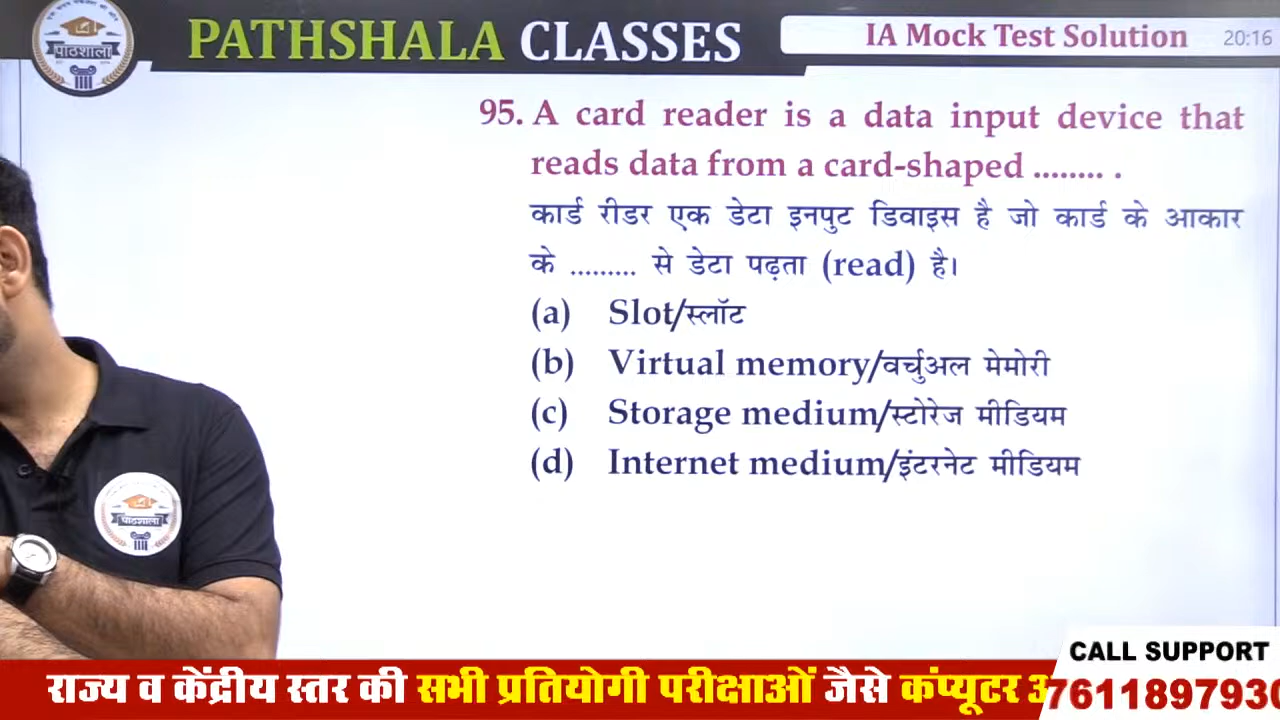 पाठशाला
PATHSHALA CLASSES
IA Mock Test Solution 20:16
95. A card reader is a data input device that
reads data from a card-shaped ........ .
कार्ड रीडर एक डेटा इनपुट डिवाइस है जो कार्ड के आकार
के ......... से डेटा पढ़ता (read) है।
(a) Slot/स्लॉट
(b) Virtual memory/वर्चुअल मेमोरी
(c) Storage medium/स्टोरेज मीडियम
(d) Internet medium/इंटरनेट मीडियम
पाठशाला
CALL SUPPORT
राज्य व केंद्रीय स्तर की सभी प्रतियोगी परीक्षाओं जैसे कंप्यूटर
7611897930